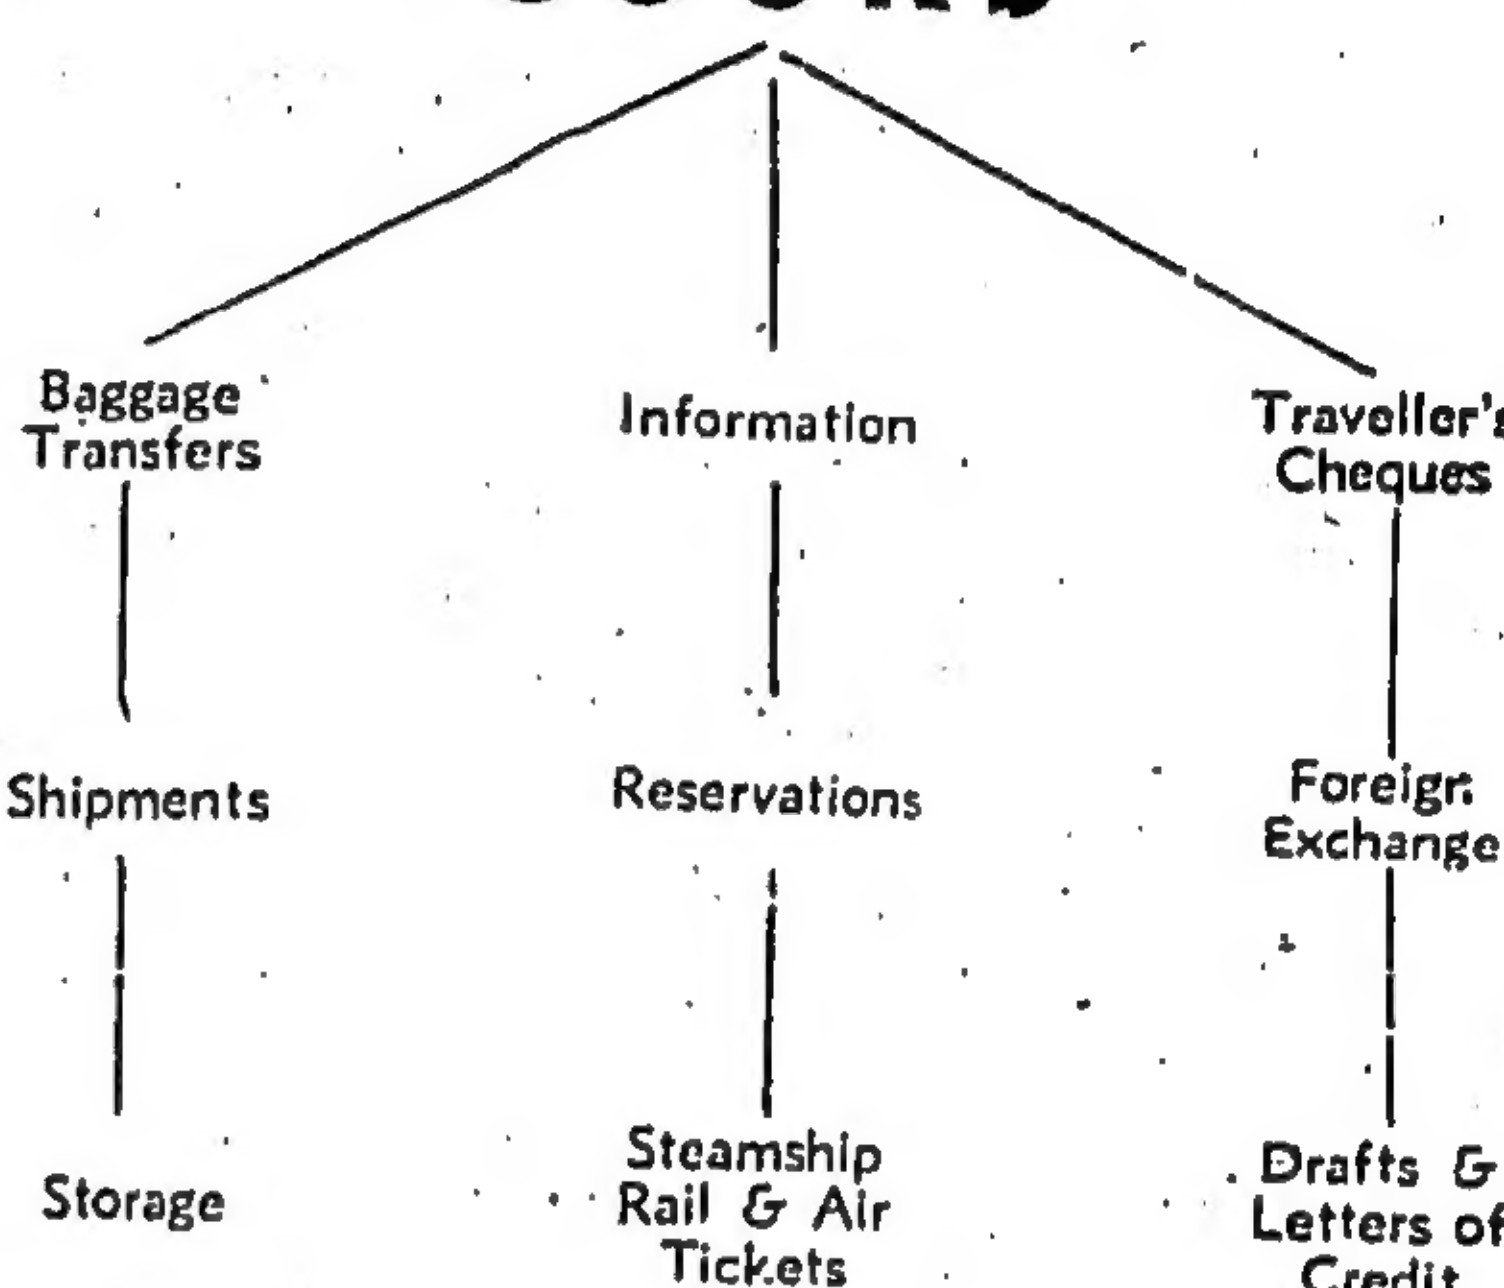 Baggage
Transfers
Information
Traveller's
Cheques
Shipments
Reservations
Foreign
Exchange
Storage
Steamship
Rail & Air
Tickets
Drafts &
Letters of
Credit